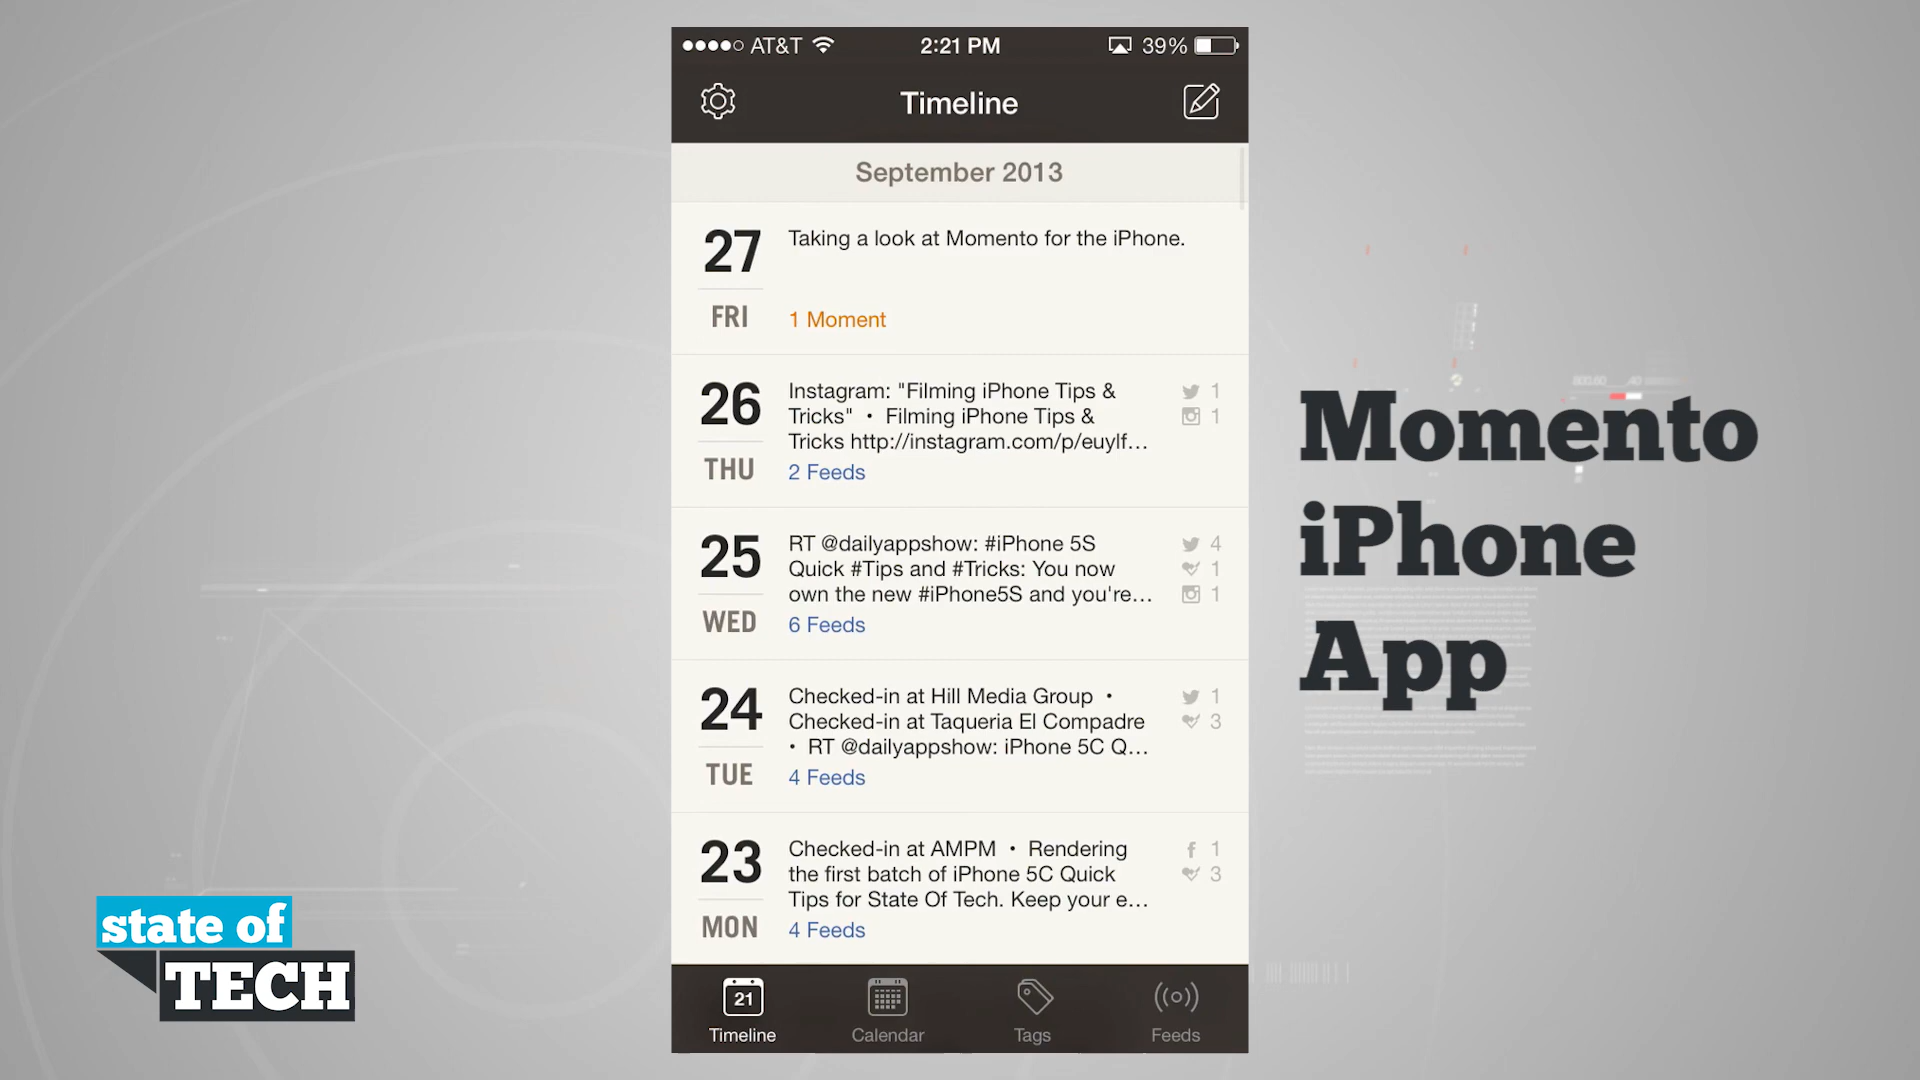 AT&T 2:21 PM 39%
Timeline
September 2013
27
FRI
Taking a look at Momento for the iPhone.
1 Moment
26
THU
Instagram: "Filming iPhone Tips &
Tricks" • Filming iPhone Tips &
Tricks http://instagram.com/p/euylf…
2 Feeds
1
1
25
WED
RT @dailyappshow: #iPhone 5S
Quick #Tips and #Tricks: You now
own the new #iPhone5S and you're…
6 Feeds
4
1
1
24
TUE
Checked-in at Hill Media Group •
Checked-in at Taqueria El Compadre
• RT @dailyappshow: iPhone 5C Q…
4 Feeds
1
3
23
MON
Checked-in at AMPM • Rendering
the first batch of iPhone 5C Quick
Tips for State Of Tech. Keep your e…
4 Feeds
f 1
3
21
Timeline
Calendar
Tags
Feeds
Momento
iPhone
App
state of
TECH